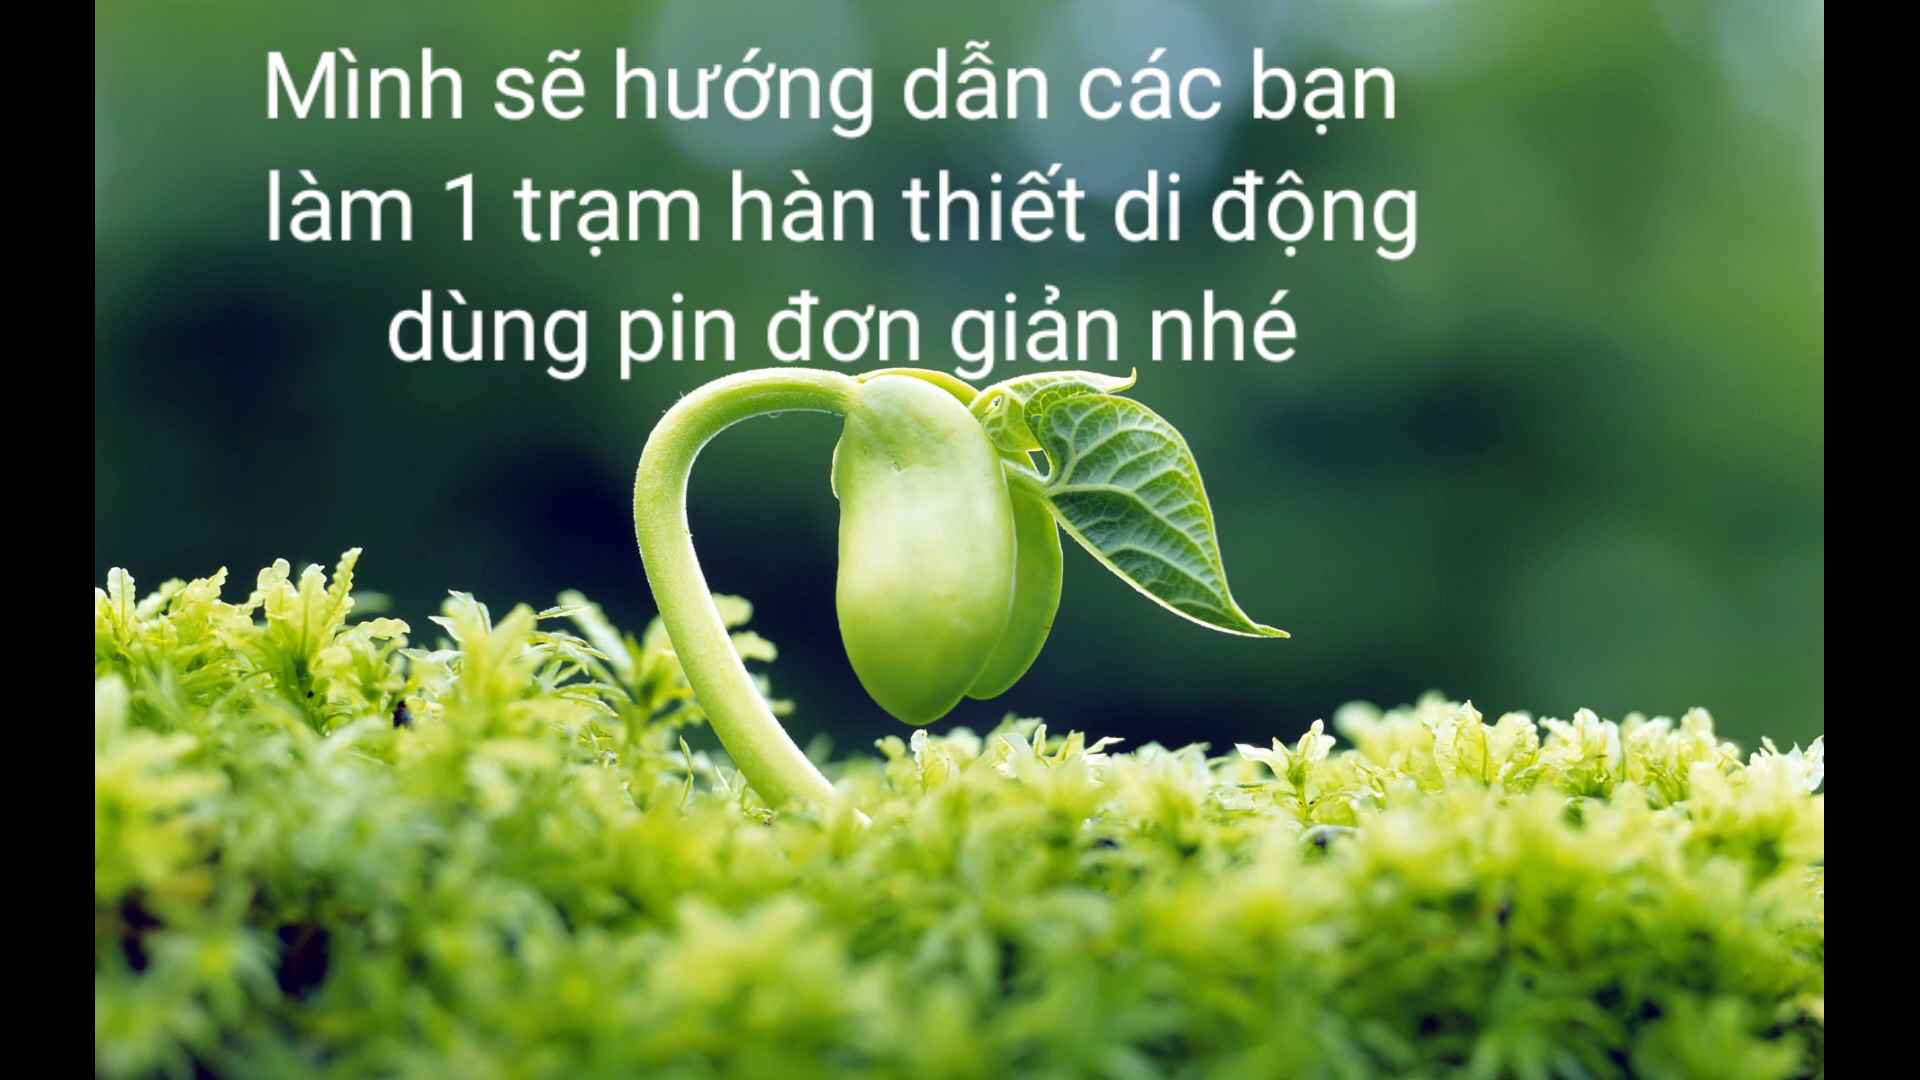 Mình sẽ hướng dẫn các bạn
làm 1 trạm hàn thiết di động
dùng pin đơn giản nhé